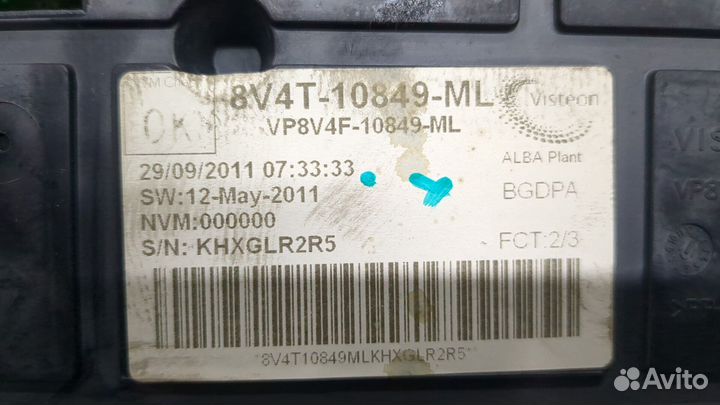 8V4T-10849-ML
Visteon
OK
VP8V4F-10849-ML
ALBA Plant
29/09/2011 07:33:33
SW:12-May-2011
BGDPA
NVM:000000
S/N: KHXGLR2R5
FCT:2/3
*8V4T10849MLKHXGLR2R5*
Avito